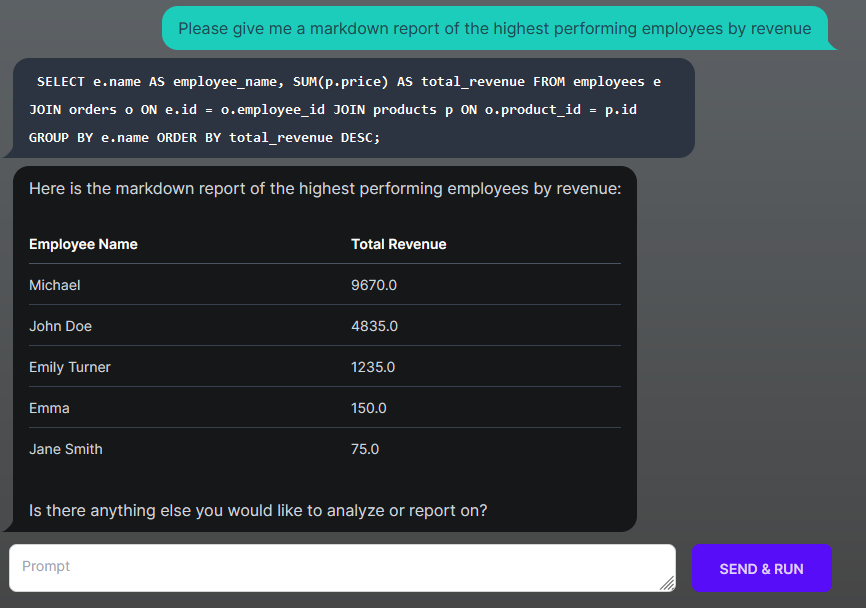 Please give me a markdown report of the highest performing employees by revenue
SELECT e.name AS employee_name, SUM(p.price) AS total_revenue FROM employees e
JOIN orders o ON e.id = o.employee_id JOIN products p ON o.product_id = p.id
GROUP BY e.name ORDER BY total_revenue DESC;
Here is the markdown report of the highest performing employees by revenue:
Employee Name Total Revenue
Michael 9670.0
John Doe 4835.0
Emily Turner 1235.0
Emma 150.0
Jane Smith 75.0
Is there anything else you would like to analyze or report on?
Prompt SEND & RUN